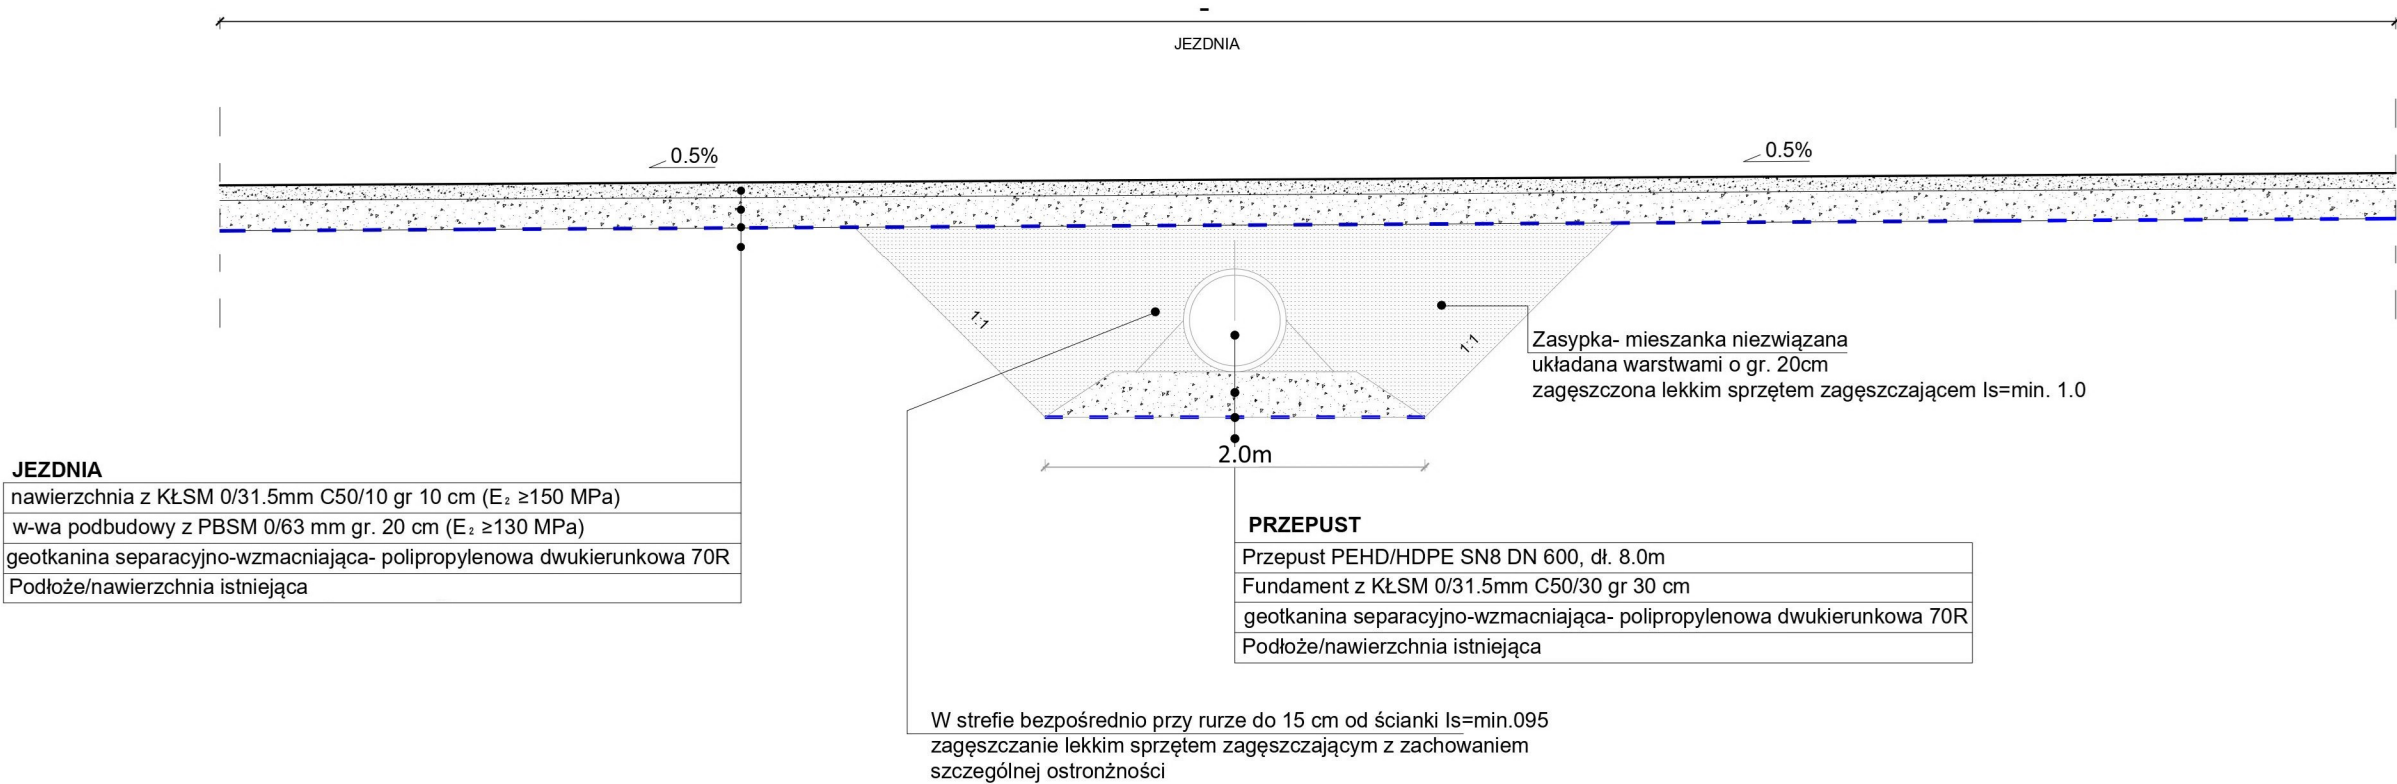 -
JEZDNIA
0.5%
0.5%
1:1
1:1
Zasypka- mieszanka niezwiązana
układana warstwami o gr. 20cm
zagęszczona lekkim sprzętem zagęszczającem Is=min. 1.0
2.0m
JEZDNIA
nawierzchnia z KŁSM 0/31.5mm C50/10 gr 10 cm (E₂ ≥150 MPa)
w-wa podbudowy z PBSM 0/63 mm gr. 20 cm (E₂ ≥130 MPa)
geotkanina separacyjno-wzmacniająca- polipropylenowa dwukierunkowa 70R
Podłoże/nawierzchnia istniejąca
PRZEPUST
Przepust PEHD/HDPE SN8 DN 600, dł. 8.0m
Fundament z KŁSM 0/31.5mm C50/30 gr 30 cm
geotkanina separacyjno-wzmacniająca- polipropylenowa dwukierunkowa 70R
Podłoże/nawierzchnia istniejąca
W strefie bezpośrednio przy rurze do 15 cm od ścianki Is=min.095
zagęszczanie lekkim sprzętem zagęszczającym z zachowaniem
szczególnej ostronżności